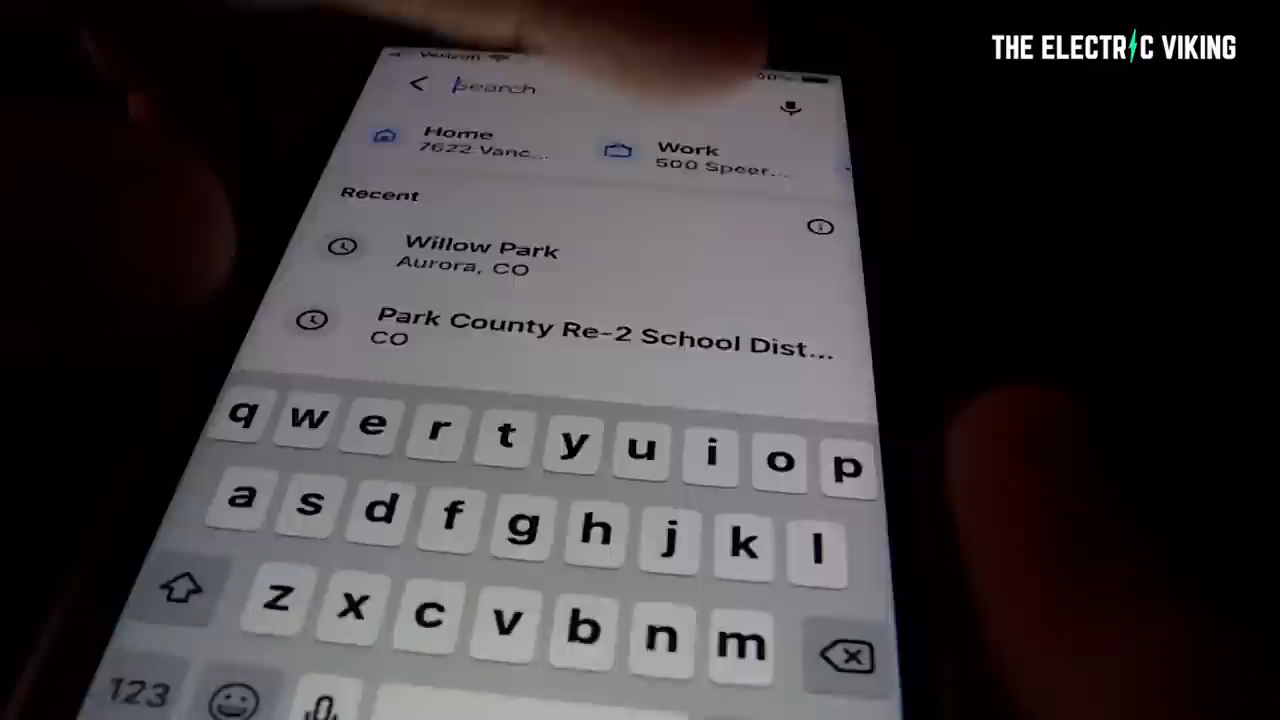 THE ELECTRIC VIKING
Verizon
Search
Home
7622 Vanc...
Work
500 Speer...
Recent
Willow Park
Aurora, CO
Park County Re-2 School Dist...
CO
q w e r t y u i o p
a s d f g h j k l
z x c v b n m
123